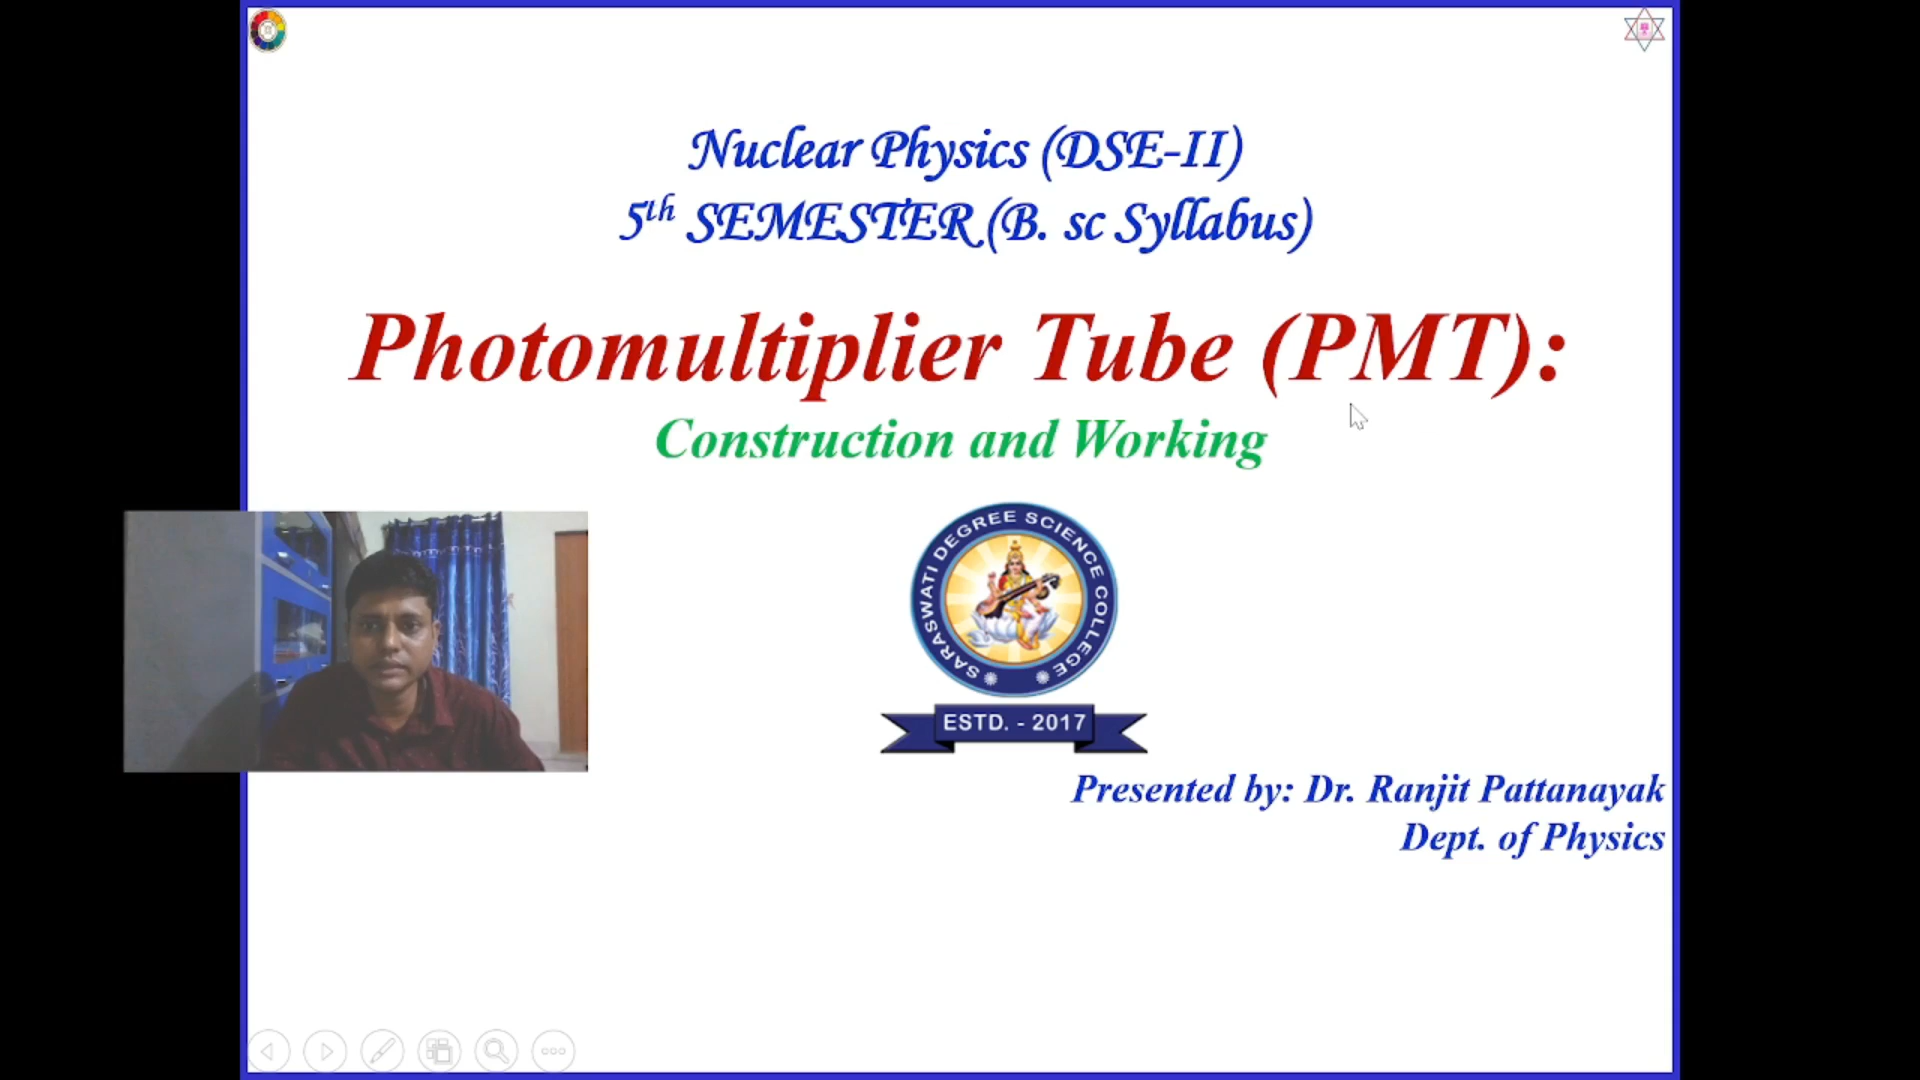 Nuclear Physics (DSE-II)
5th SEMESTER (B. sc Syllabus)
Photomultiplier Tube (PMT):
Construction and Working
SARASWATI DEGREE SCIENCE COLLEGE
ESTD. - 2017
Presented by: Dr. Ranjit Pattanayak
Dept. of Physics